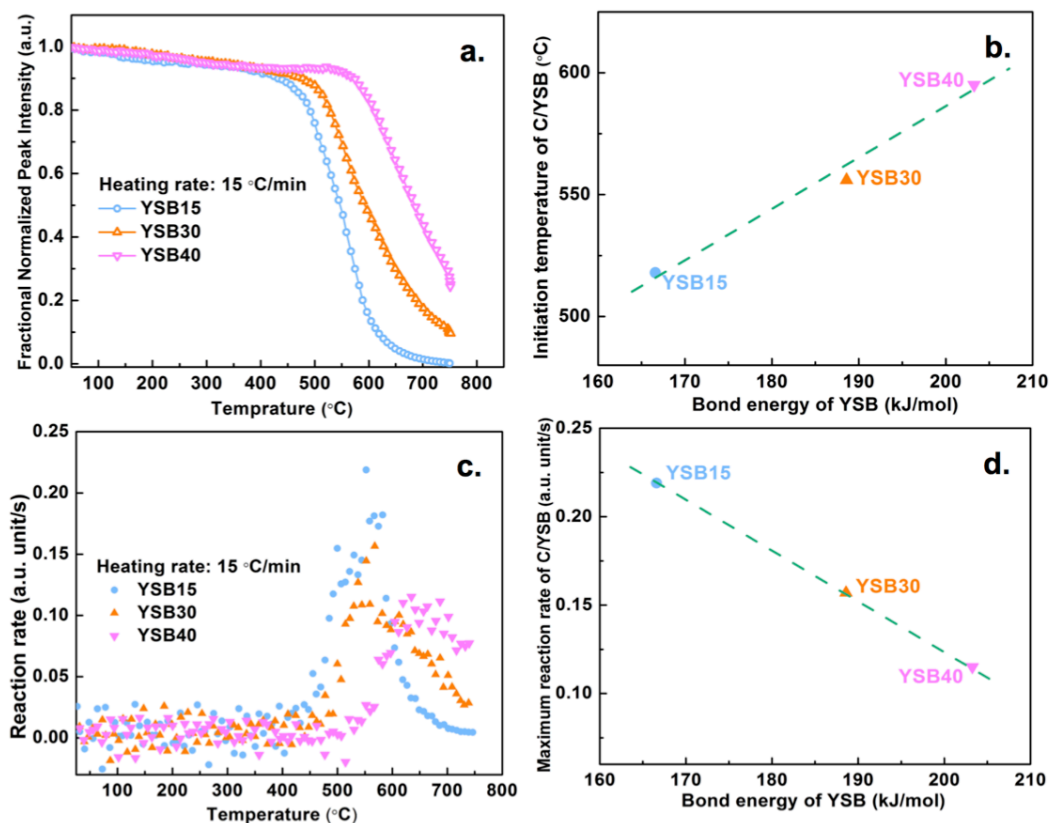 a.
Fractional Normalized Peak Intensity (a.u.)
1.0
0.8
0.6
0.4
0.2
0.0
Heating rate: 15 °C/min
YSB15
YSB30
YSB40
100 200 300 400 500 600 700 800
Temprature (°C)
b.
Initiation temperature of C/YSB (°C)
600
550
500
YSB40
YSB30
YSB15
160 170 180 190 200 210
Bond energy of YSB (kJ/mol)
c.
Reaction rate (a.u. unit/s)
0.25
0.20
0.15
0.10
0.05
0.00
Heating rate: 15 °C/min
YSB15
YSB30
YSB40
100 200 300 400 500 600 700 800
Temperature (°C)
d.
Maximum reaction rate of C/YSB (a.u. unit/s)
0.25
0.20
0.15
0.10
YSB15
YSB30
YSB40
160 170 180 190 200 210
Bond energy of YSB (kJ/mol)